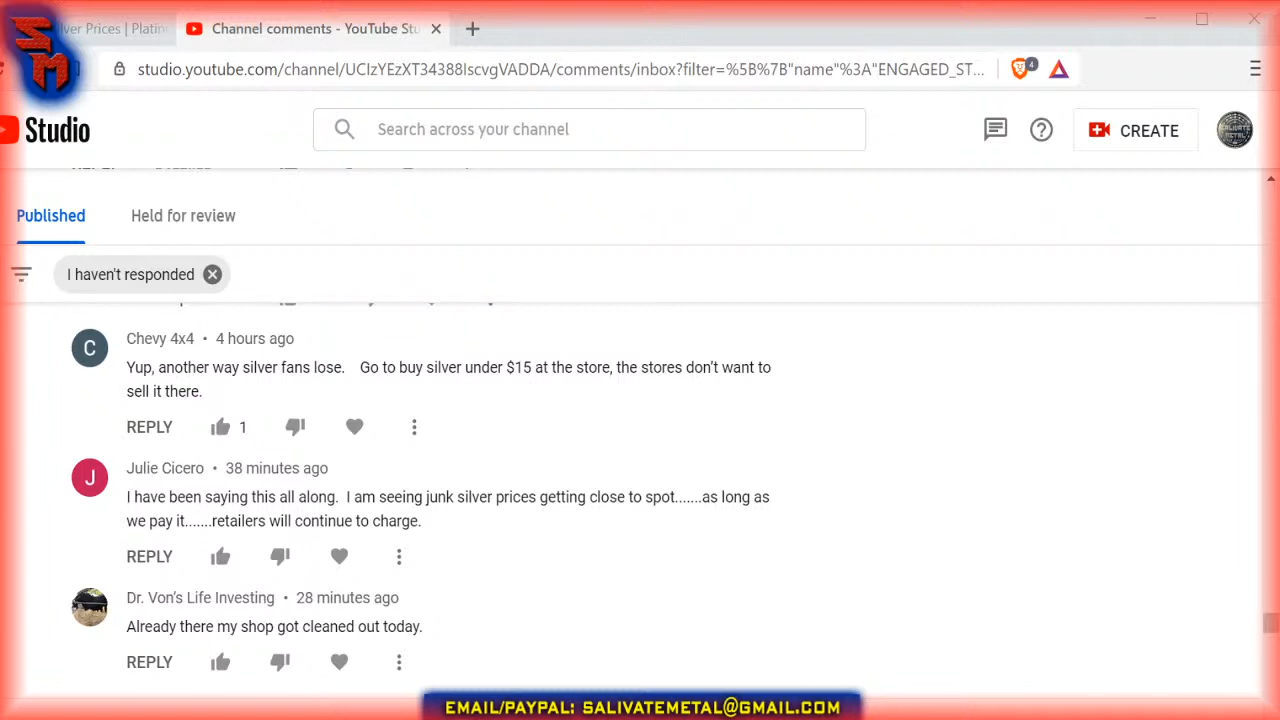 SM
lver Prices | Platin
Channel comments - YouTube Stu
studio.youtube.com/channel/UCIzYEzXT34388IscvgVADDA/comments/inbox?filter=%5B%7B"name"%3A"ENGAGED_ST...
4
Studio
Search across your channel
CREATE
SALIVATE METAL
Published
Held for review
I haven't responded
C
Chevy 4x4 • 4 hours ago
Yup, another way silver fans lose. Go to buy silver under $15 at the store, the stores don't want to
sell it there.
REPLY 1
J
Julie Cicero • 38 minutes ago
I have been saying this all along. I am seeing junk silver prices getting close to spot.......as long as
we pay it.......retailers will continue to charge.
REPLY
Dr. Von's Life Investing • 28 minutes ago
Already there my shop got cleaned out today.
REPLY
EMAIL/PAYPAL: SALIVATEMETAL@GMAIL.COM